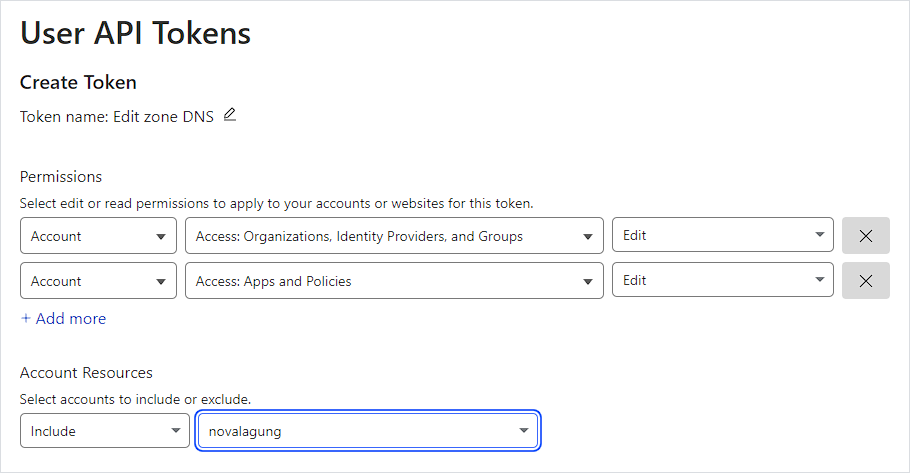 User API Tokens
Create Token
Token name: Edit zone DNS
Permissions
Select edit or read permissions to apply to your accounts or websites for this token.
Account Access: Organizations, Identity Providers, and Groups Edit
Account Access: Apps and Policies Edit
+ Add more
Account Resources
Select accounts to include or exclude.
Include novalagung